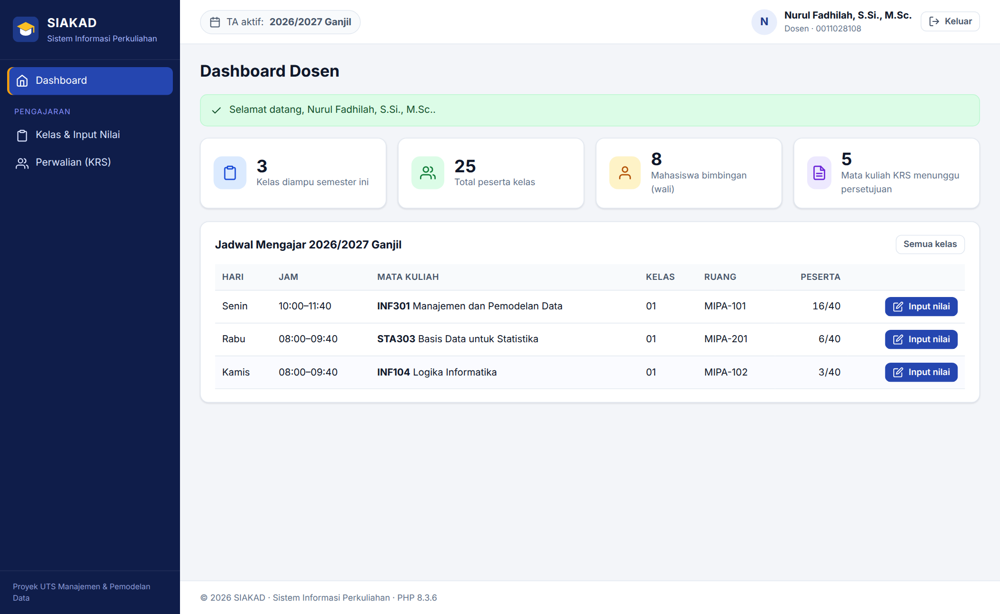 SIAKAD
Sistem Informasi Perkuliahan
Dashboard
PENGAJARAN
Kelas & Input Nilai
Perwalian (KRS)
Proyek UTS Manajemen & Pemodelan
Data
TA aktif: 2026/2027 Ganjil
N
Nurul Fadhilah, S.Si., M.Sc.
Dosen · 0011028108
Keluar
Dashboard Dosen
Selamat datang, Nurul Fadhilah, S.Si., M.Sc..
3
Kelas diampu semester ini
25
Total peserta kelas
8
Mahasiswa bimbingan
(wali)
5
Mata kuliah KRS menunggu
persetujuan
Jadwal Mengajar 2026/2027 Ganjil
Semua kelas
HARI JAM MATA KULIAH KELAS RUANG PESERTA
Senin 10:00–11:40 INF301 Manajemen dan Pemodelan Data 01 MIPA-101 16/40 Input nilai
Rabu 08:00–09:40 STA303 Basis Data untuk Statistika 01 MIPA-201 6/40 Input nilai
Kamis 08:00–09:40 INF104 Logika Informatika 01 MIPA-102 3/40 Input nilai
© 2026 SIAKAD · Sistem Informasi Perkuliahan · PHP 8.3.6